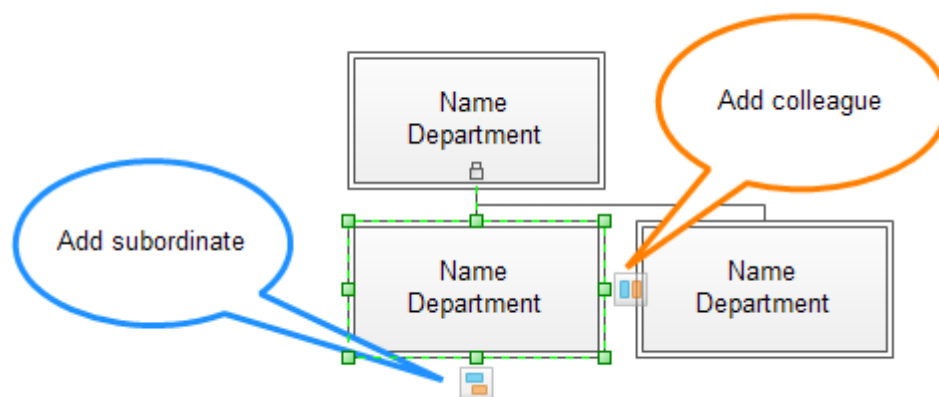 Name
Department
Add colleague
Add subordinate
Name
Department
Name
Department